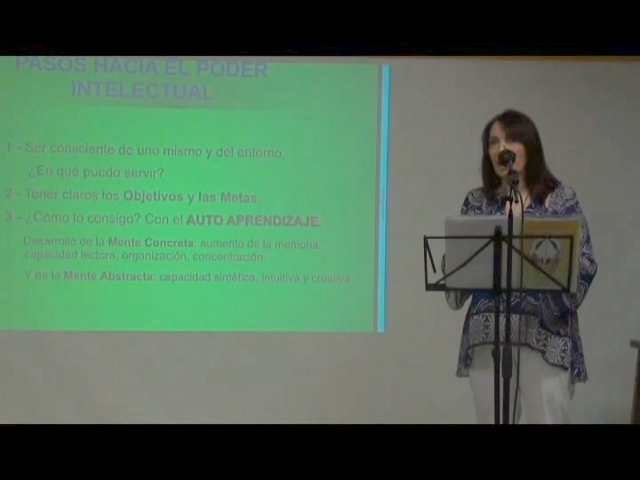 PASOS HACIA EL PODER
INTELECTUAL
1 - Ser consciente de uno mismo y del entorno.
¿En qué puedo servir?
2 - Tener claros los Objetivos y las Metas.
3 - ¿Cómo lo consigo? Con el AUTO APRENDIZAJE.
Desarrollo de la Mente Concreta: aumento de la memoria,
capacidad lectora, organización, concentración.
Y de la Mente Abstracta: capacidad sintética, intuitiva y creativa.